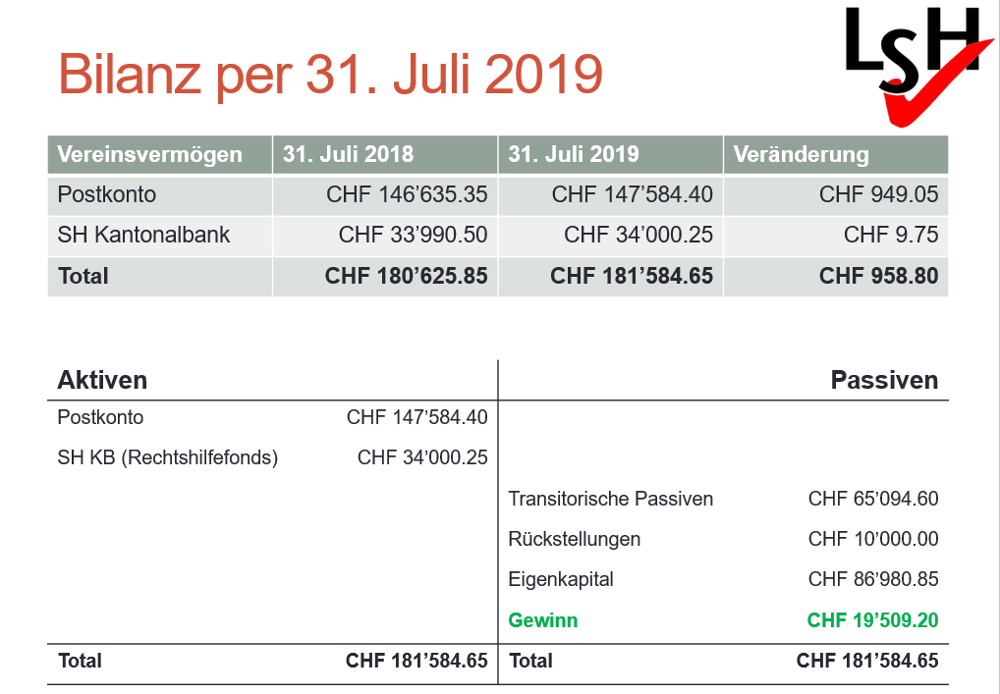 LSH
Bilanz per 31. Juli 2019
Vereinsvermögen 31. Juli 2018 31. Juli 2019 Veränderung
Postkonto CHF 146’635.35 CHF 147’584.40 CHF 949.05
SH Kantonalbank CHF 33’990.50 CHF 34’000.25 CHF 9.75
Total CHF 180’625.85 CHF 181’584.65 CHF 958.80
Aktiven Passiven
Postkonto CHF 147’584.40
SH KB (Rechtshilfefonds) CHF 34’000.25
Transitorische Passiven CHF 65’094.60
Rückstellungen CHF 10’000.00
Eigenkapital CHF 86’980.85
Gewinn CHF 19’509.20
Total CHF 181’584.65 Total CHF 181’584.65